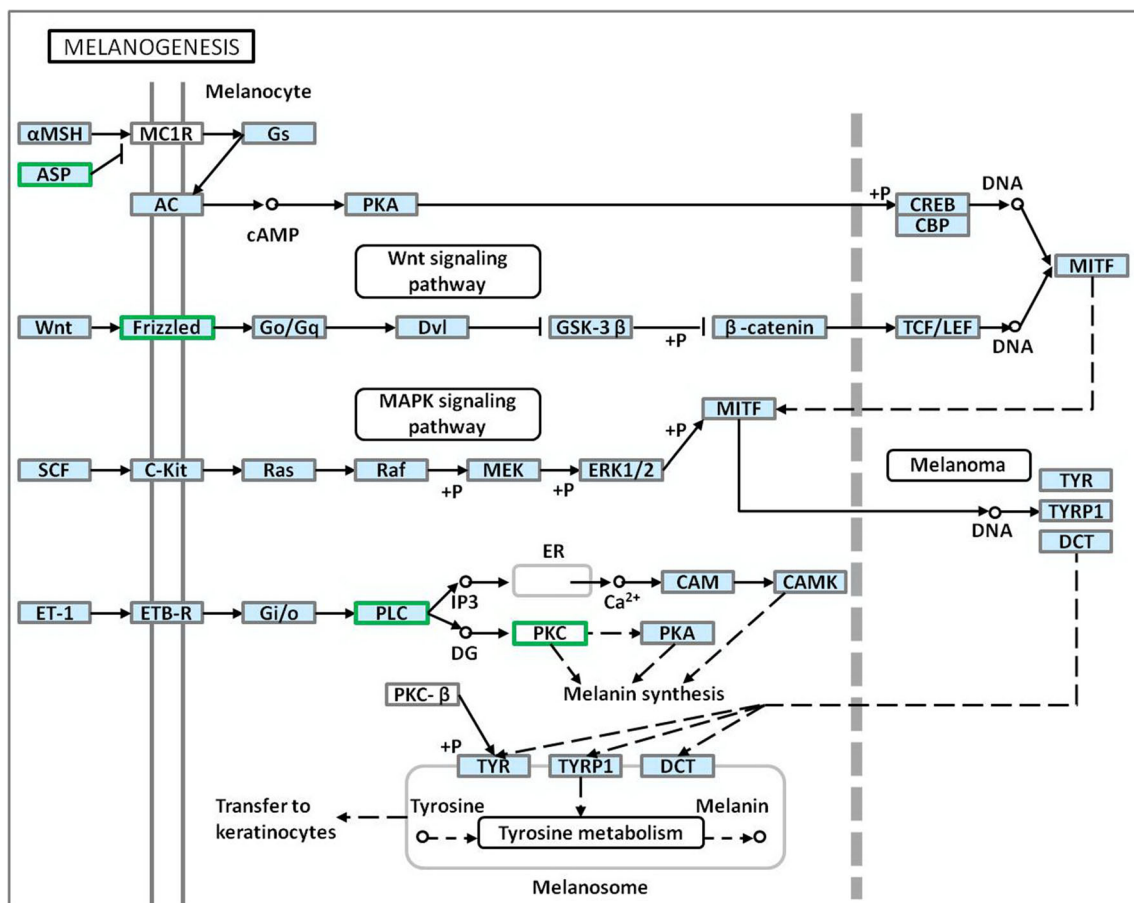 MELANOGENESIS
Melanocyte
αMSH
MC1R
Gs
ASP
AC
cAMP
PKA
+P
CREB
CBP
DNA
MITF
Wnt signaling
pathway
Wnt
Frizzled
Go/Gq
Dvl
GSK-3 β
+P
β-catenin
TCF/LEF
DNA
MAPK signaling
pathway
MITF
+P
SCF
C-Kit
Ras
Raf
+P
MEK
+P
ERK1/2
Melanoma
TYR
DNA
TYRP1
DCT
ER
ET-1
ETB-R
Gi/o
PLC
IP3
Ca²⁺
CAM
CAMK
DG
PKC
PKA
Melanin synthesis
PKC- β
+P
TYR
TYRP1
DCT
Transfer to
keratinocytes
Tyrosine
Melanin
Tyrosine metabolism
Melanosome